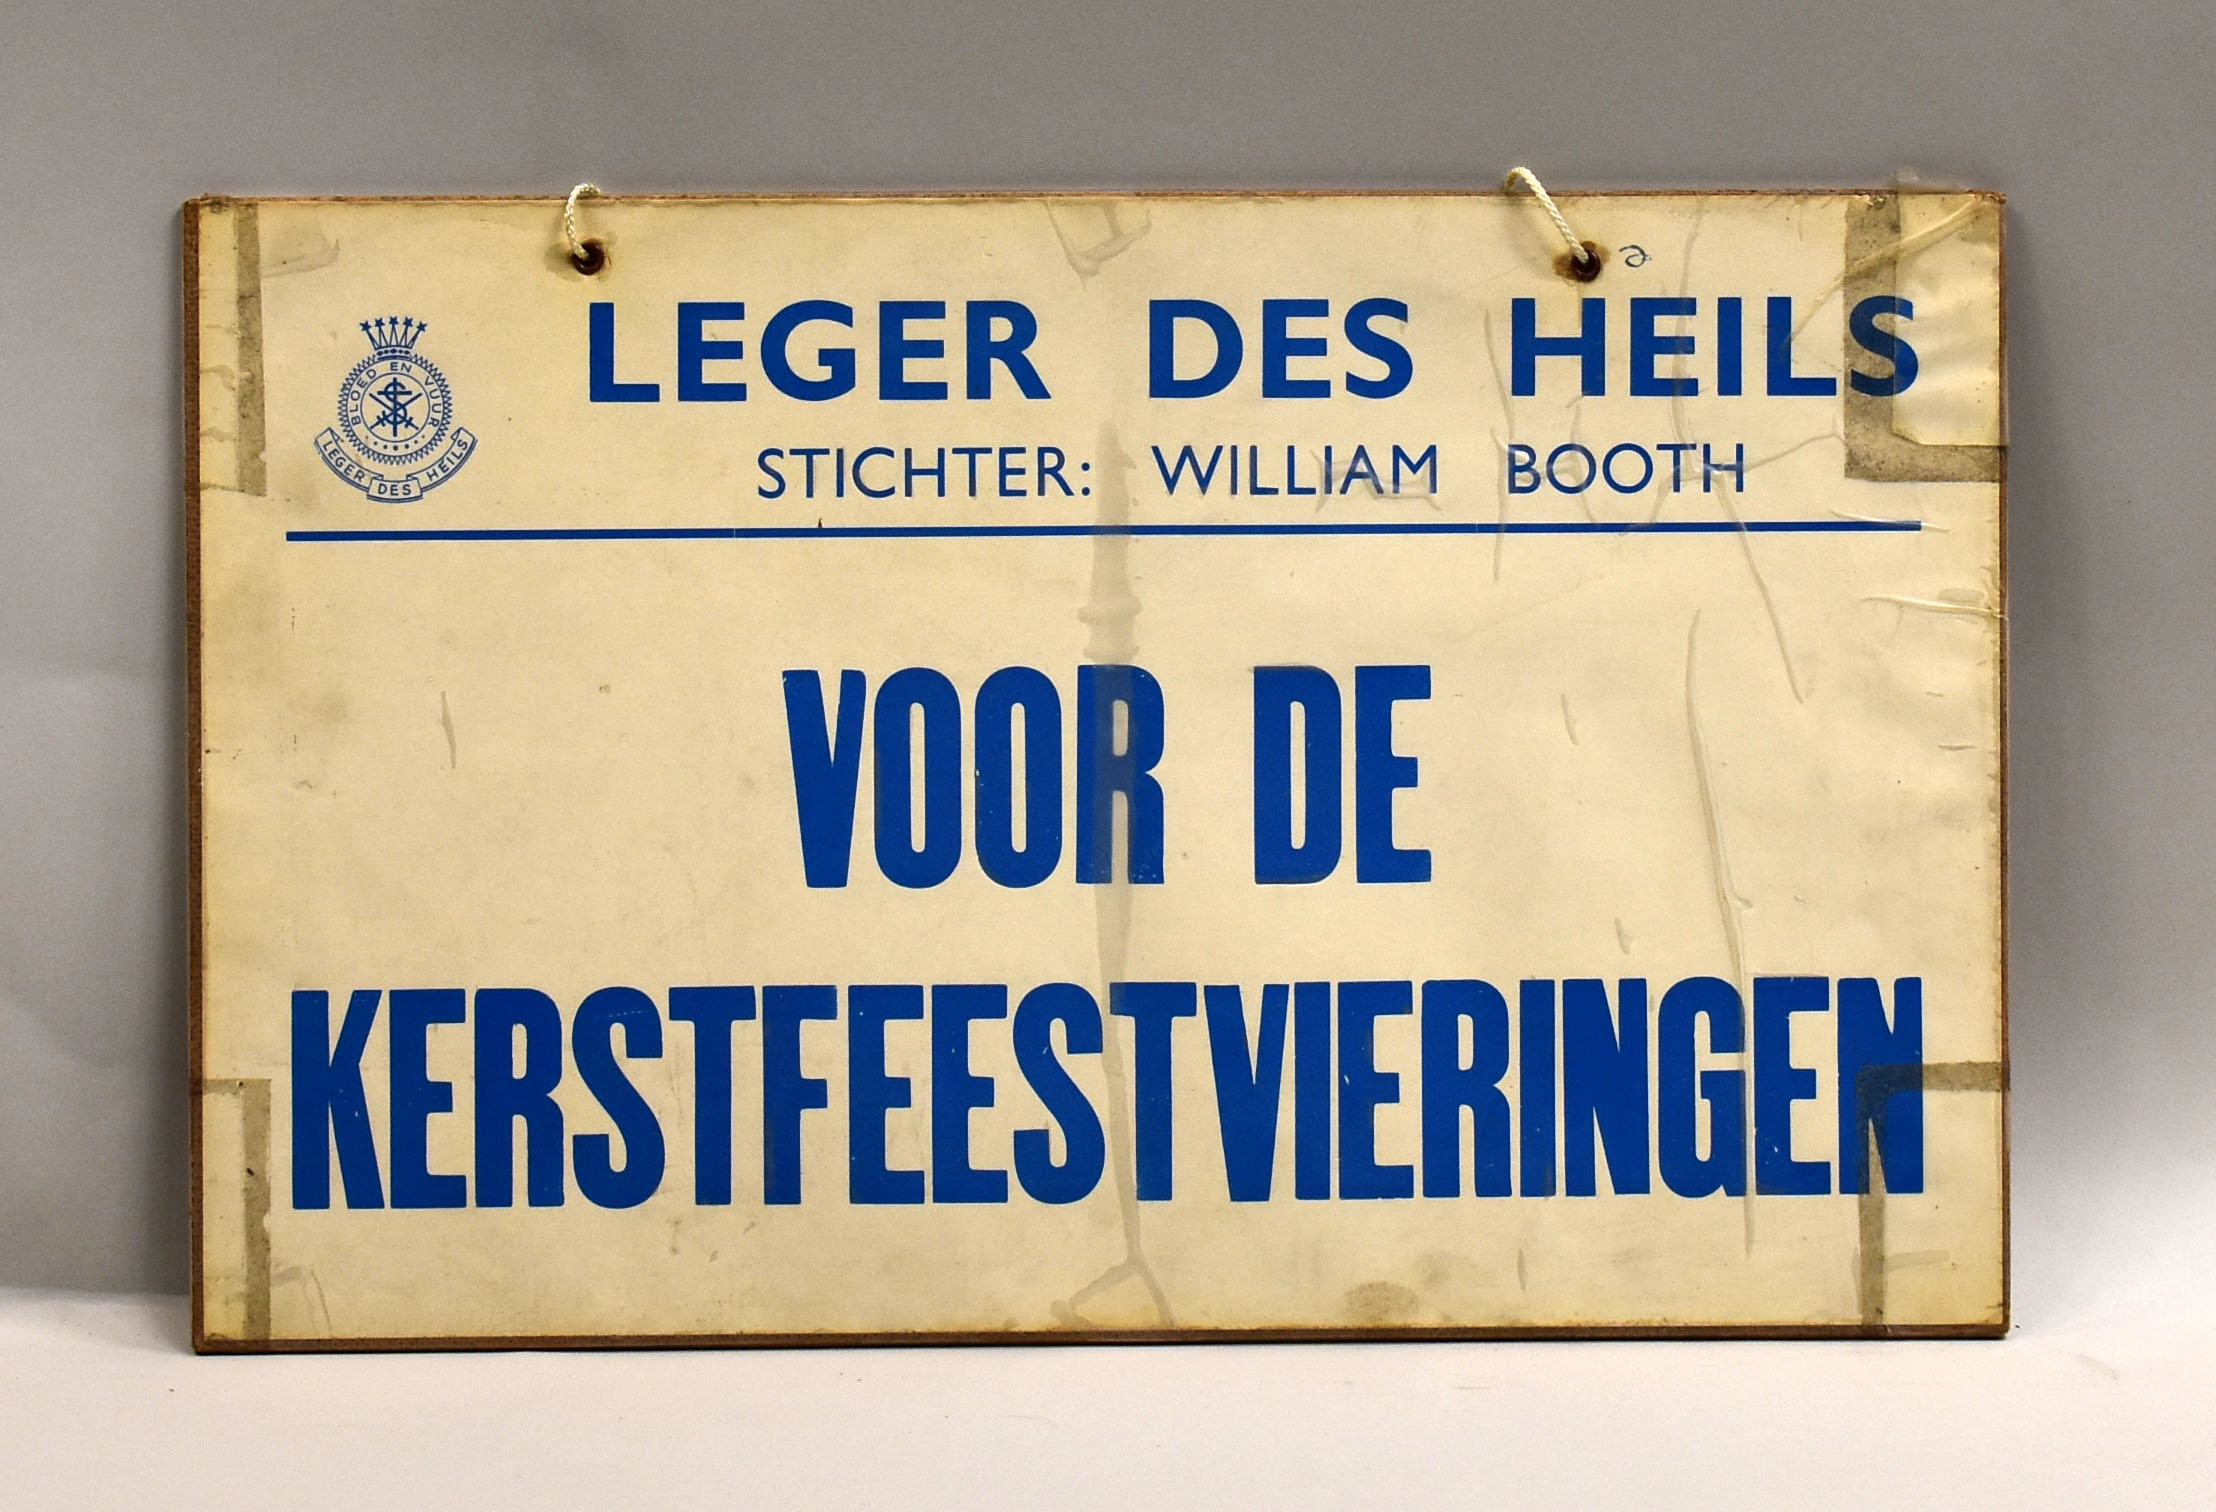 LEGER DES HEILS
STICHTER: WILLIAM BOOTH
BLOED EN VUUR
LEGER DES HEILS
VOOR DE
KERSTFEESTVIERINGEN